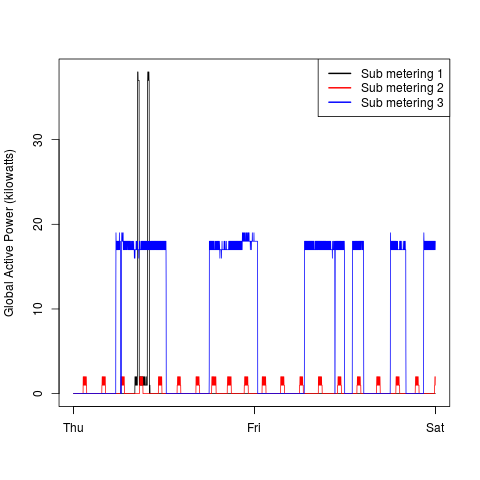 Sub metering 1
Sub metering 2
Sub metering 3
Global Active Power (kilowatts)
30
20
10
0
Thu
Fri
Sat